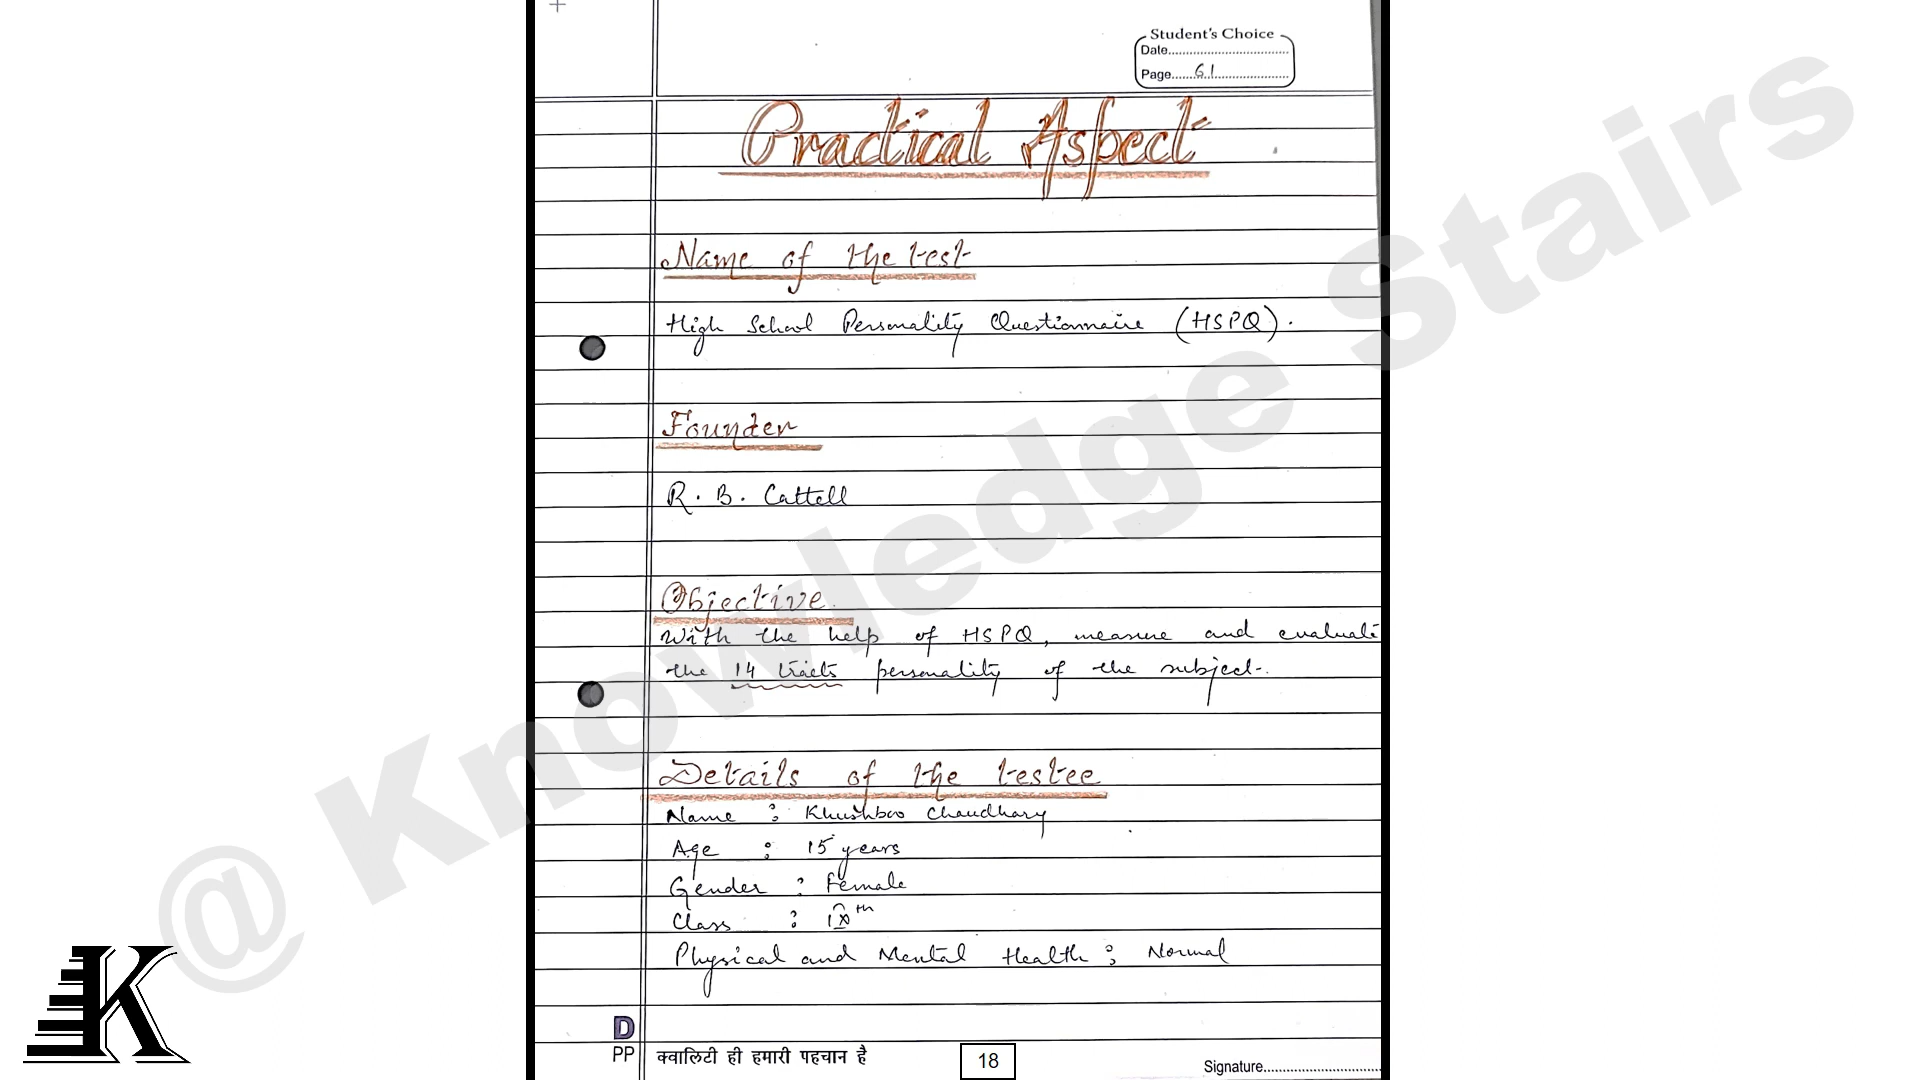 Student's Choice
Date
Page 61
Practical Aspect
Name of the test
High School Personality Questionnaire (HSPQ).
Founder
R. B. Cattell
Objective
With the help of HSPQ, measure and evaluate
the 14 tracts personality of the subject.
Details of the testee
Name : Khushboo Chaudhary
Age : 15 years
Gender : Female
Class : IXth
Physical and Mental Health : Normal
D
PP क्वालिटी ही हमारी पहचान है
18
Signature
@ Knowledge Stairs
K